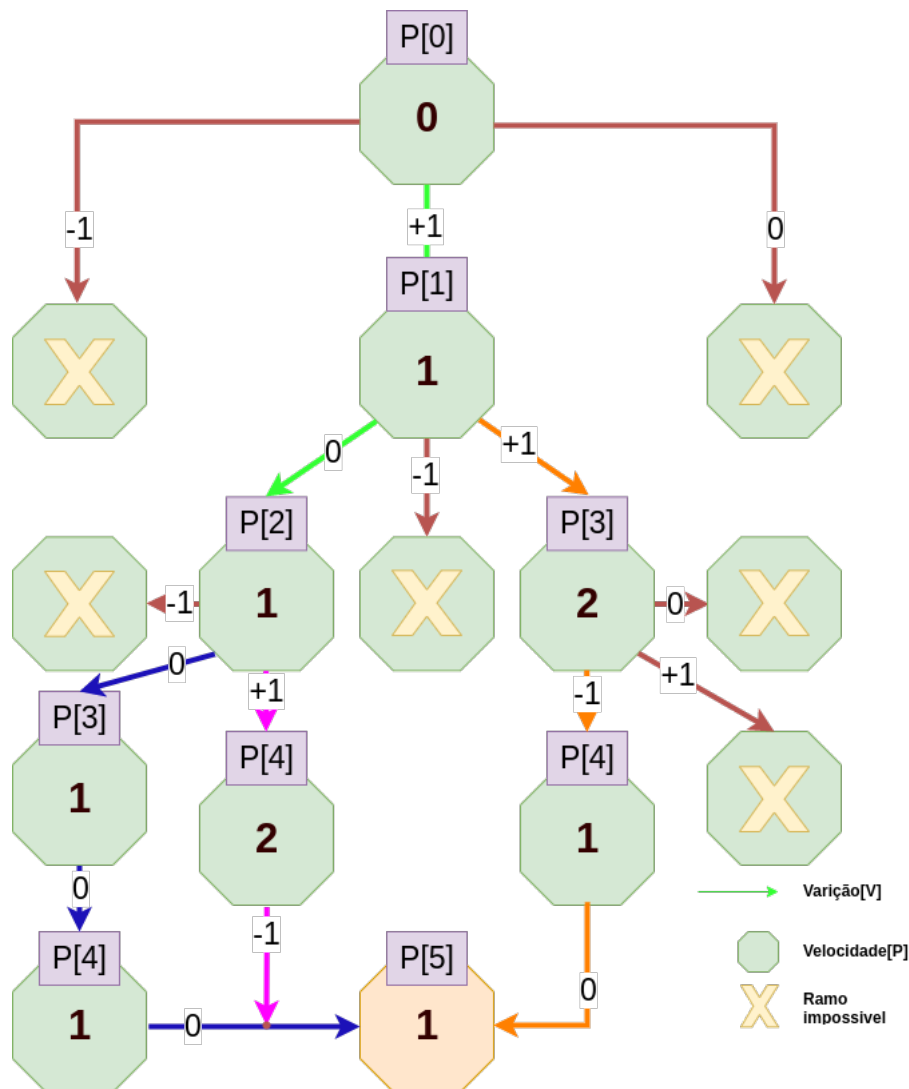 P[0]
0
-1
+1
0
P[1]
X
1
X
0
-1
+1
P[2]
P[3]
X
-1
1
X
2
0
X
0
+1
-1
+1
P[3]
P[4]
P[4]
1
2
1
X
0
-1
0
Varição[V]
Velocidade[P]
Ramo
impossivel
X
P[4]
P[5]
1
0
1